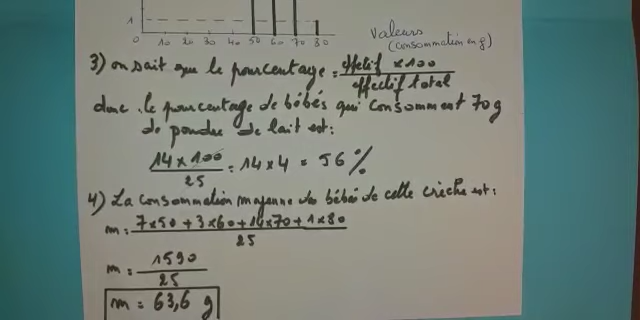 1
0 10 20 30 40 50 60 70 80
Valeurs
(consommation en g)
3) on sait que le pourcentage = effectif × 100 / effectif total
donc le pourcentage de bébés qui consomment 70g
de poudre de lait est:
14 × 100 / 25 = 14 × 4 = 56 %
4) La consommation moyenne des bébés de cette crèche est:
m = 7×50 + 3×60 + 14×70 + 1×80 / 25
m = 1590 / 25
m = 63,6 g